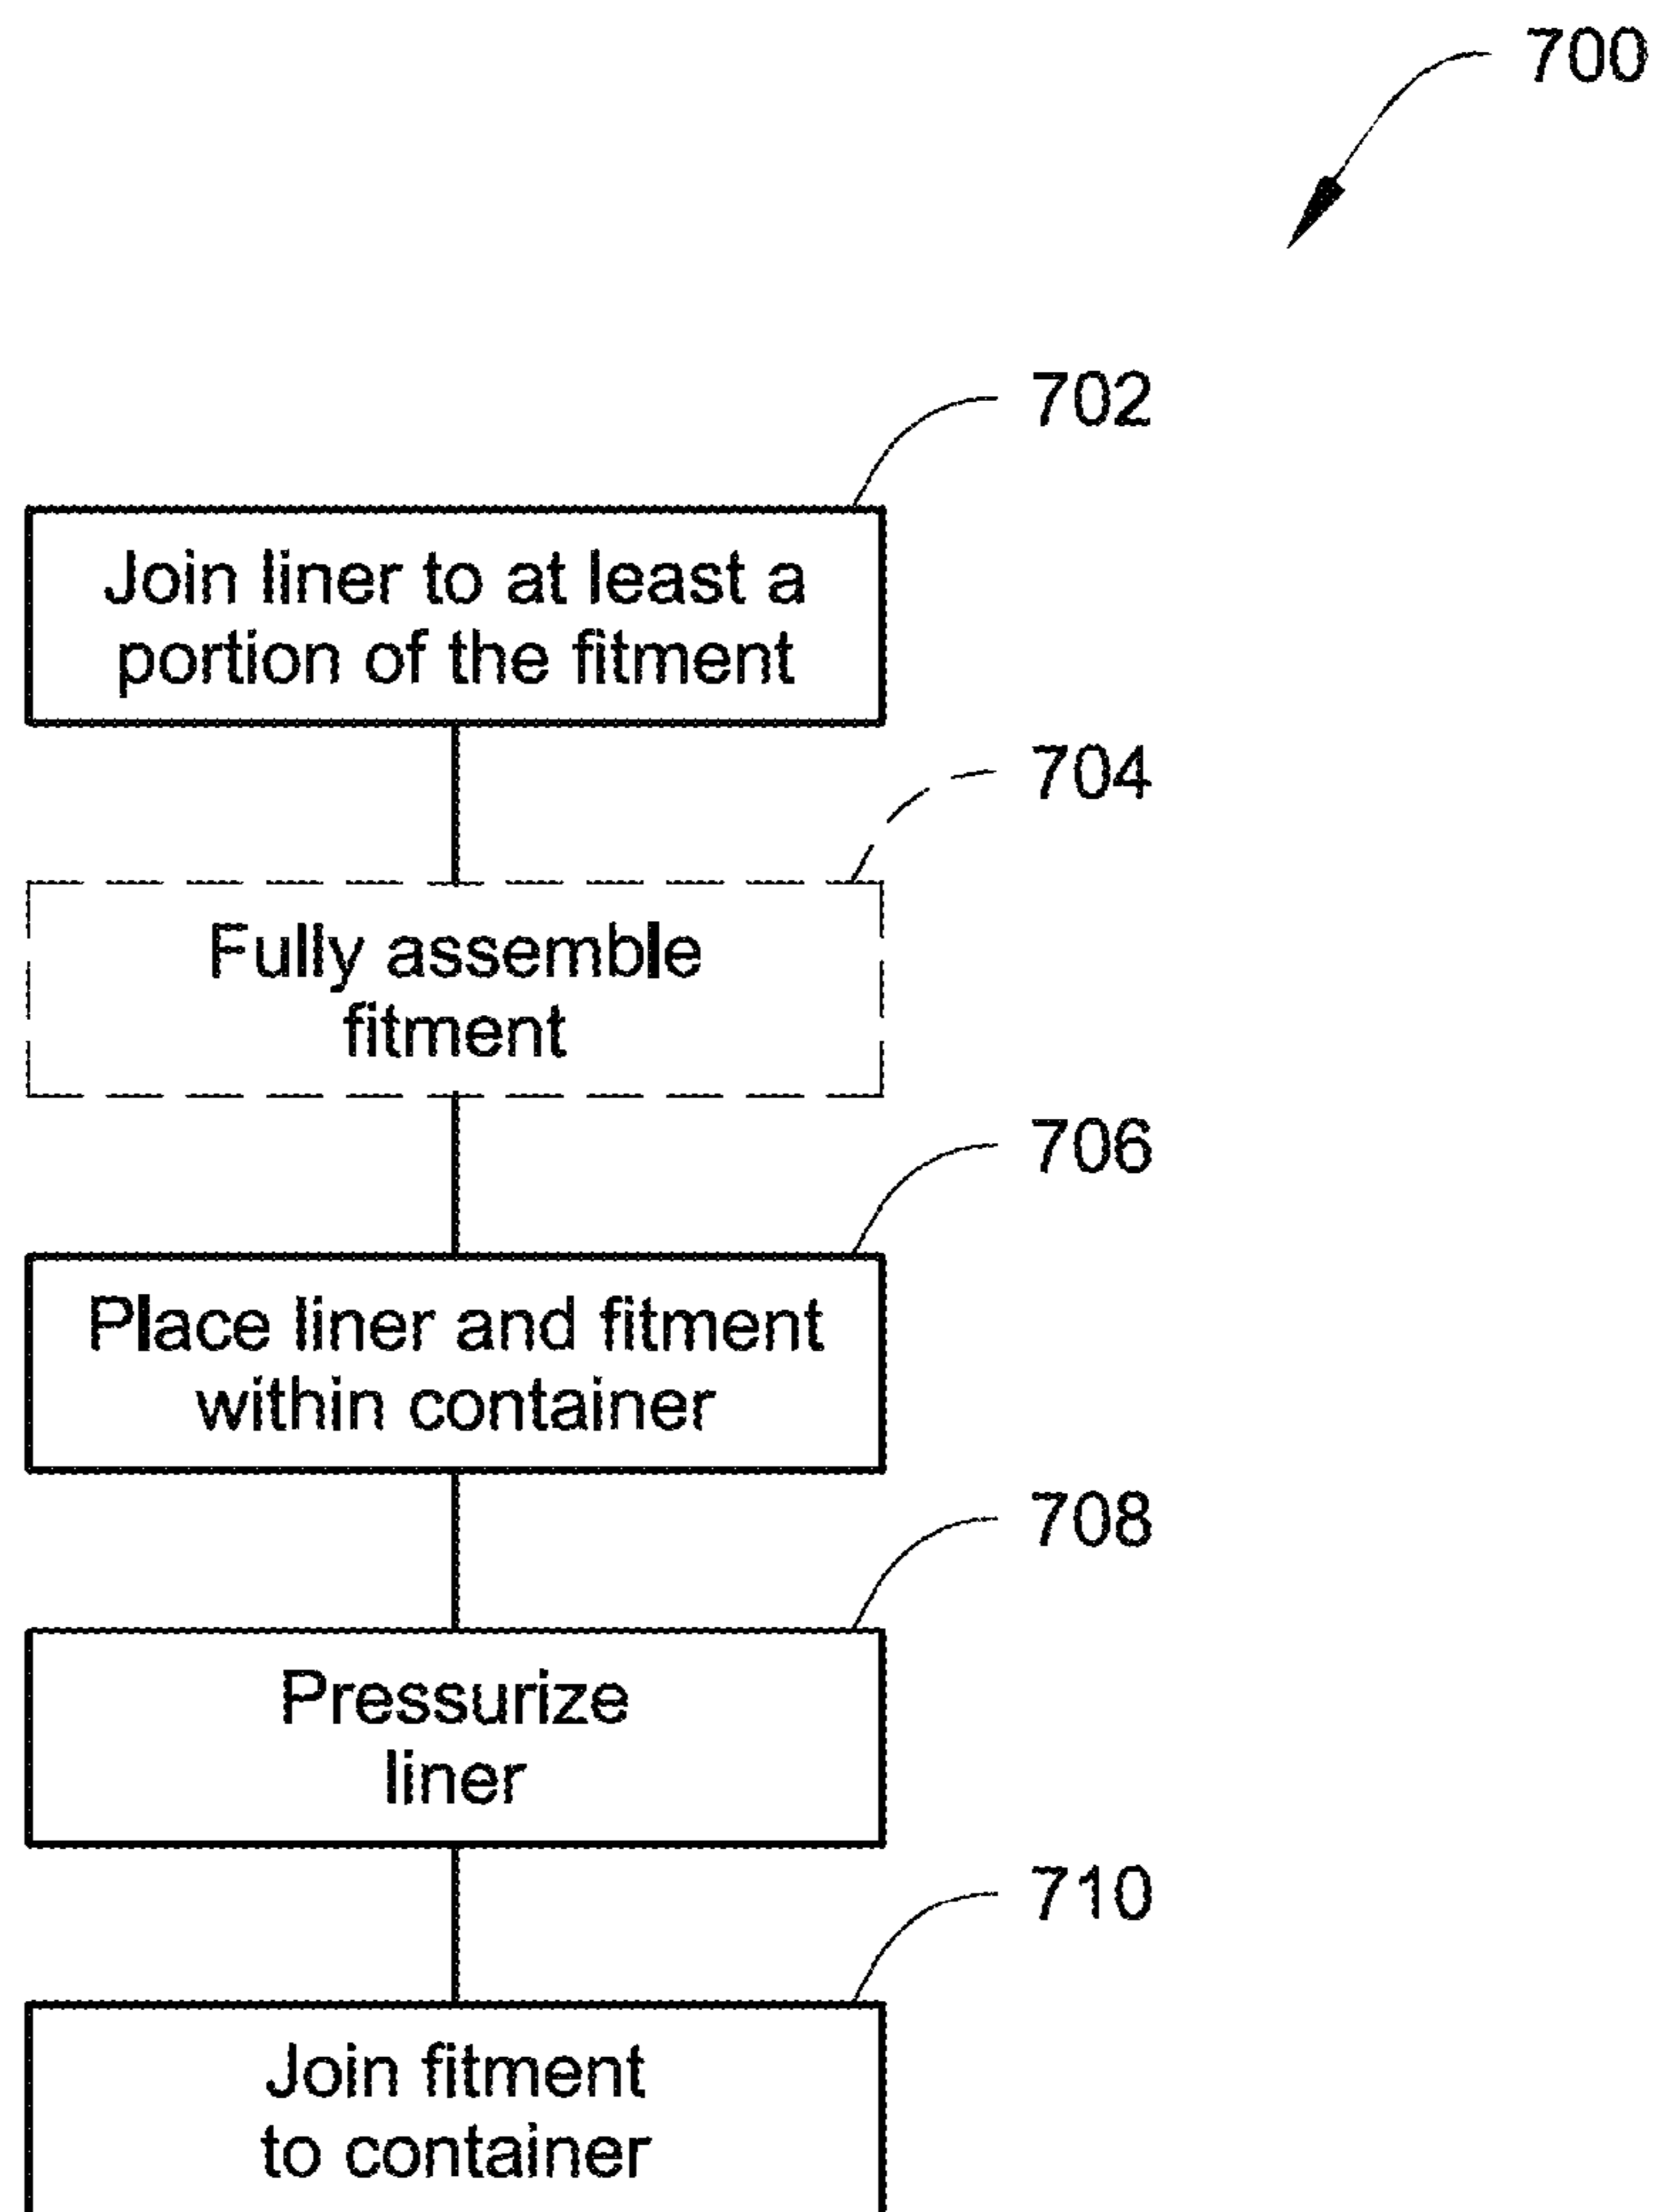 700
702
Join liner to at least a
portion of the fitment
704
Fully assemble
fitment
706
Place liner and fitment
within container
708
Pressurize
liner
710
Join fitment
to container